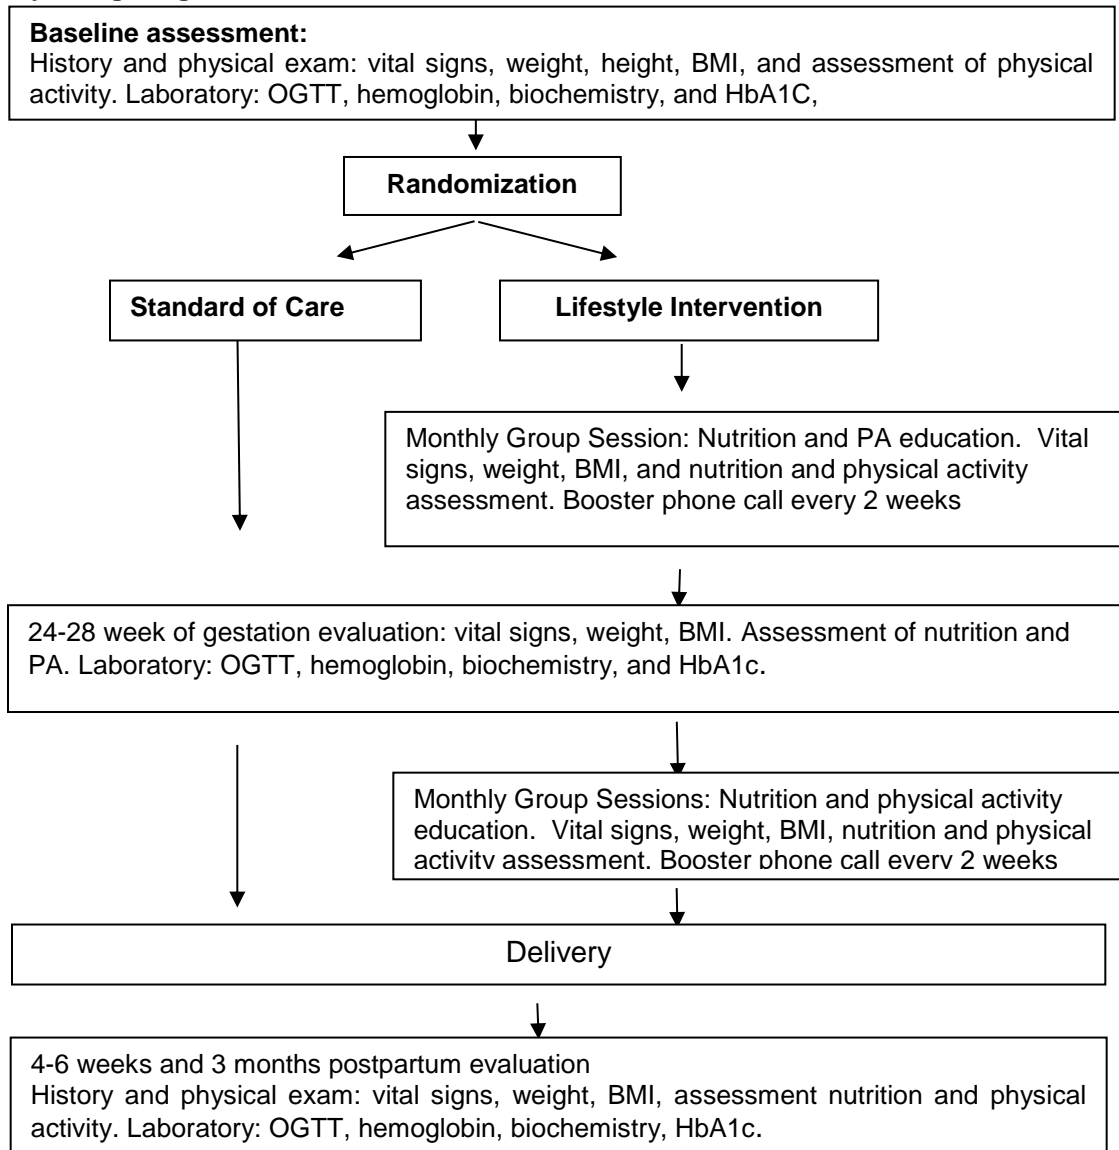 Baseline assessment:
History and physical exam: vital signs, weight, height, BMI, and assessment of physical
activity. Laboratory: OGTT, hemoglobin, biochemistry, and HbA1C,
Randomization
Standard of Care
Lifestyle Intervention
Monthly Group Session: Nutrition and PA education. Vital
signs, weight, BMI, and nutrition and physical activity
assessment. Booster phone call every 2 weeks
24-28 week of gestation evaluation: vital signs, weight, BMI. Assessment of nutrition and
PA. Laboratory: OGTT, hemoglobin, biochemistry, and HbA1c.
Monthly Group Sessions: Nutrition and physical activity
education. Vital signs, weight, BMI, nutrition and physical
activity assessment. Booster phone call every 2 weeks
Delivery
4-6 weeks and 3 months postpartum evaluation
History and physical exam: vital signs, weight, BMI, assessment nutrition and physical
activity. Laboratory: OGTT, hemoglobin, biochemistry, HbA1c.